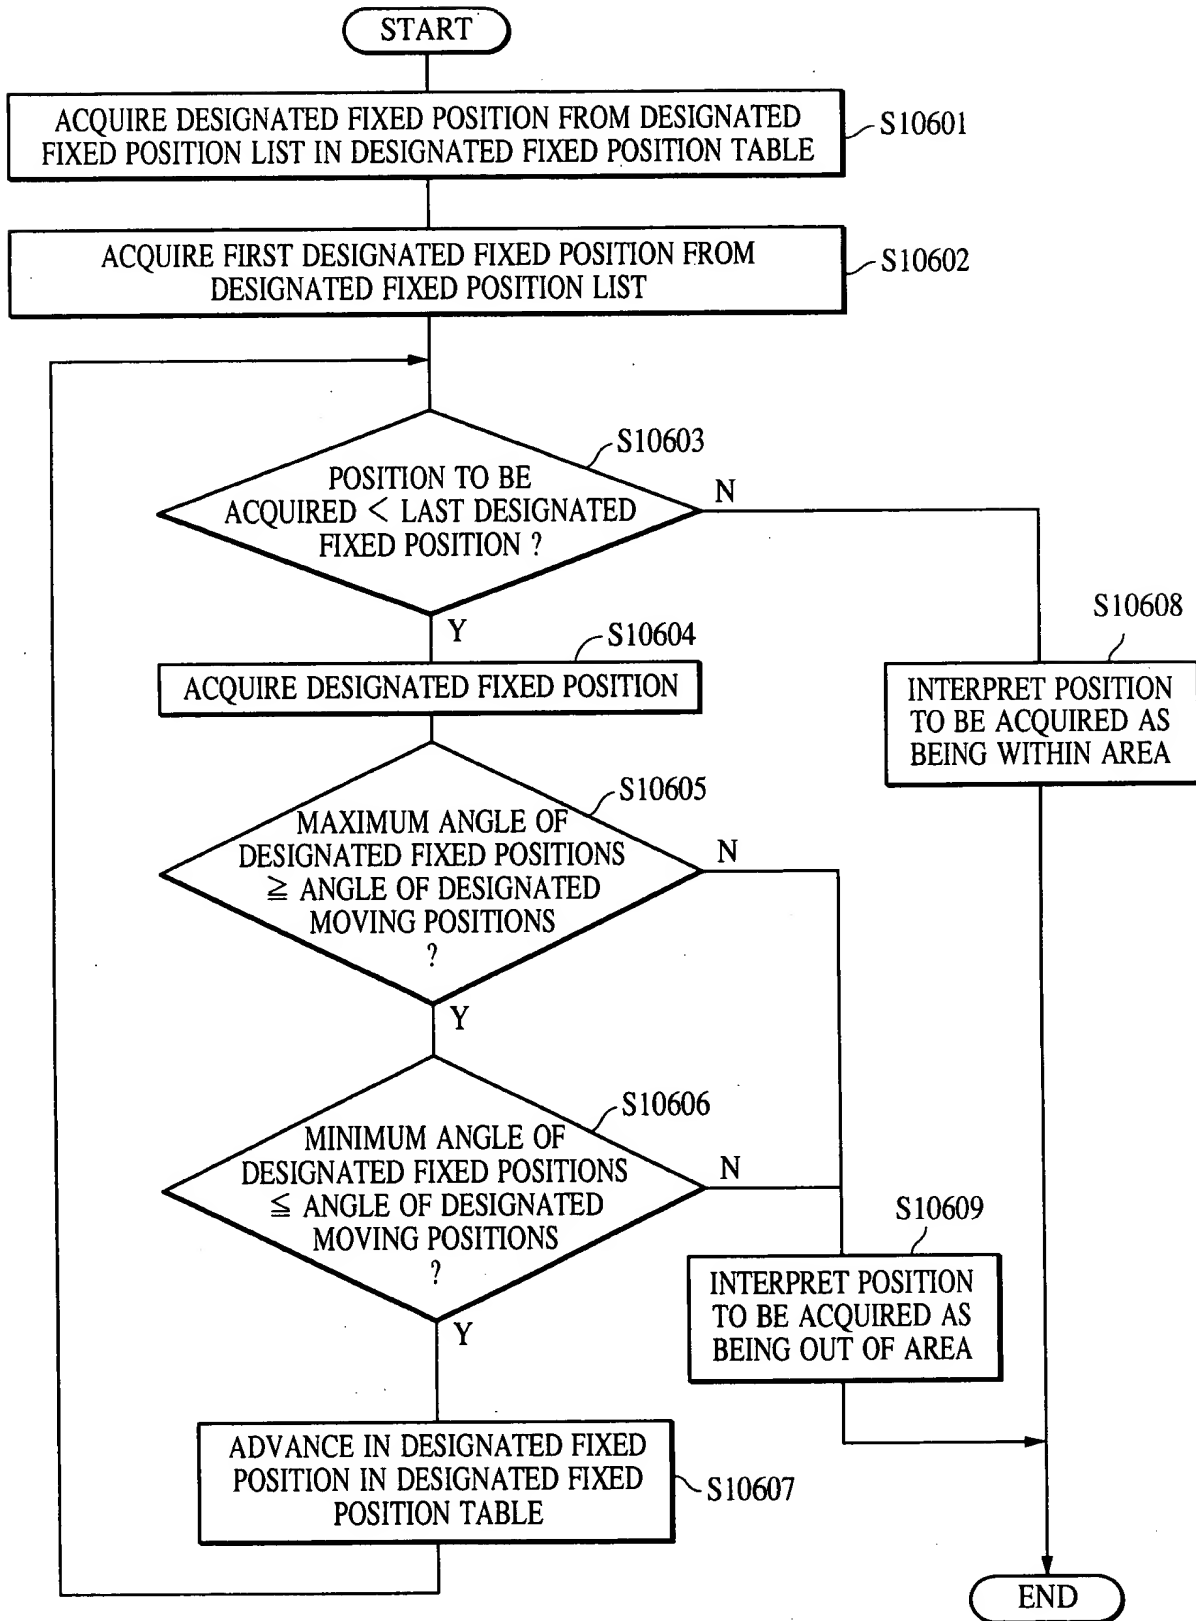 START
ACQUIRE DESIGNATED FIXED POSITION FROM DESIGNATED
FIXED POSITION LIST IN DESIGNATED FIXED POSITION TABLE
S10601
ACQUIRE FIRST DESIGNATED FIXED POSITION FROM
DESIGNATED FIXED POSITION LIST
S10602
S10603
POSITION TO BE
ACQUIRED < LAST DESIGNATED
FIXED POSITION ?
N
Y
S10604
ACQUIRE DESIGNATED FIXED POSITION
S10608
INTERPRET POSITION
TO BE ACQUIRED AS
BEING WITHIN AREA
S10605
MAXIMUM ANGLE OF
DESIGNATED FIXED POSITIONS
≧ ANGLE OF DESIGNATED
MOVING POSITIONS
?
N
Y
S10606
MINIMUM ANGLE OF
DESIGNATED FIXED POSITIONS
≦ ANGLE OF DESIGNATED
MOVING POSITIONS
?
N
Y
S10609
INTERPRET POSITION
TO BE ACQUIRED AS
BEING OUT OF AREA
ADVANCE IN DESIGNATED FIXED
POSITION IN DESIGNATED FIXED
POSITION TABLE
S10607
END